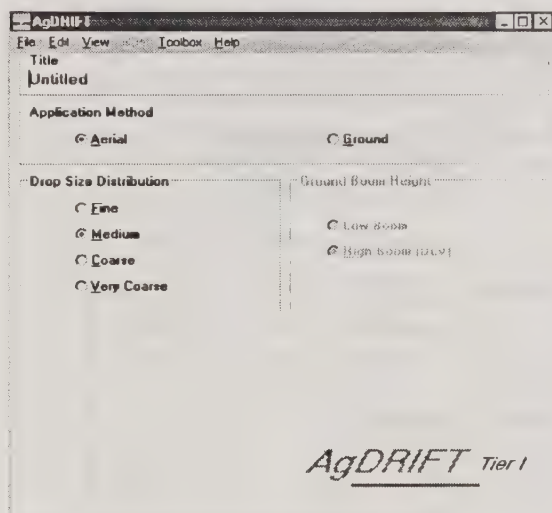 AgDRIFT
File Edit View Toolbox Help
Title
Untitled
Application Method
Aerial
Ground
Drop Size Distribution
Fine
Medium
Coarse
Very Coarse
Ground Boom Height
Low Boom
High Boom
AgDRIFT Tier I